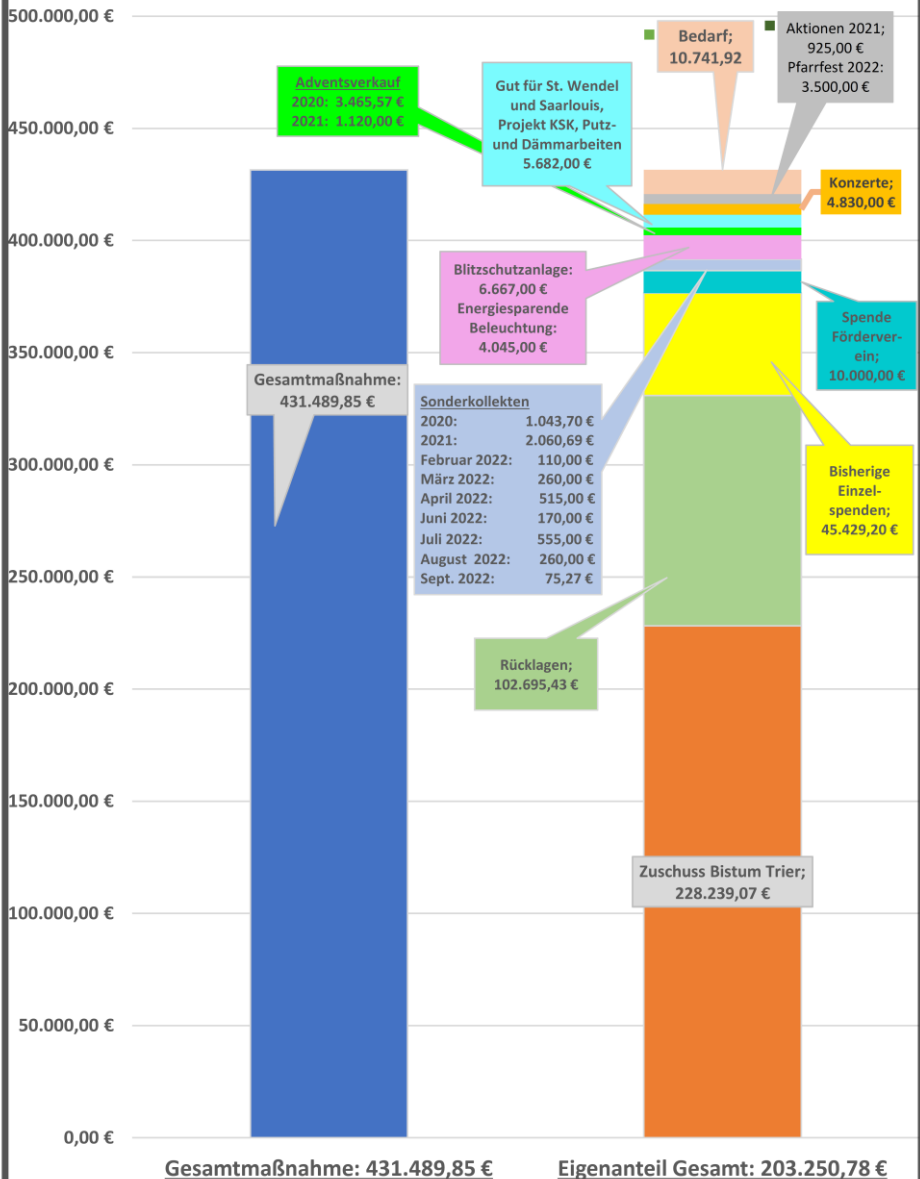 500.000,00 €
450.000,00 €
400.000,00 €
350.000,00 €
300.000,00 €
250.000,00 €
200.000,00 €
150.000,00 €
100.000,00 €
50.000,00 €
0,00 €
Adventsverkauf
2020: 3.465,57 €
2021: 1.120,00 €
Gut für St. Wendel
und Saarlouis,
Projekt KSK, Putz-
und Dämmarbeiten
5.682,00 €
Bedarf;
10.741,92
Aktionen 2021;
925,00 €
Pfarrfest 2022:
3.500,00 €
Konzerte;
4.830,00 €
Blitzschutzanlage:
6.667,00 €
Energiesparende
Beleuchtung:
4.045,00 €
Spende
Förderver-
ein;
10.000,00 €
Gesamtmaßnahme:
431.489,85 €
Sonderkollekten
2020: 1.043,70 €
2021: 2.060,69 €
Februar 2022: 110,00 €
März 2022: 260,00 €
April 2022: 515,00 €
Juni 2022: 170,00 €
Juli 2022: 555,00 €
August 2022: 260,00 €
Sept. 2022: 75,27 €
Bisherige
Einzel-
spenden;
45.429,20 €
Rücklagen;
102.695,43 €
Zuschuss Bistum Trier;
228.239,07 €
Gesamtmaßnahme: 431.489,85 €
Eigenanteil Gesamt: 203.250,78 €